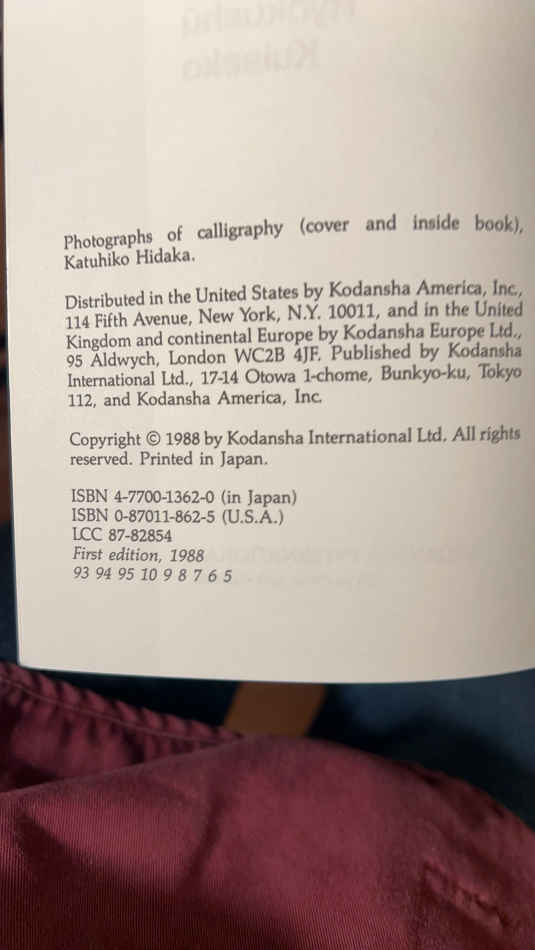 Photographs of calligraphy (cover and inside book),
Katuhiko Hidaka.
Distributed in the United States by Kodansha America, Inc.,
114 Fifth Avenue, New York, N.Y. 10011, and in the United
Kingdom and continental Europe by Kodansha Europe Ltd.,
95 Aldwych, London WC2B 4JF. Published by Kodansha
International Ltd., 17-14 Otowa 1-chome, Bunkyo-ku, Tokyo
112, and Kodansha America, Inc.
Copyright © 1988 by Kodansha International Ltd. All rights
reserved. Printed in Japan.
ISBN 4-7700-1362-0 (in Japan)
ISBN 0-87011-862-5 (U.S.A.)
LCC 87-82854
First edition, 1988
93 94 95 10 9 8 7 6 5